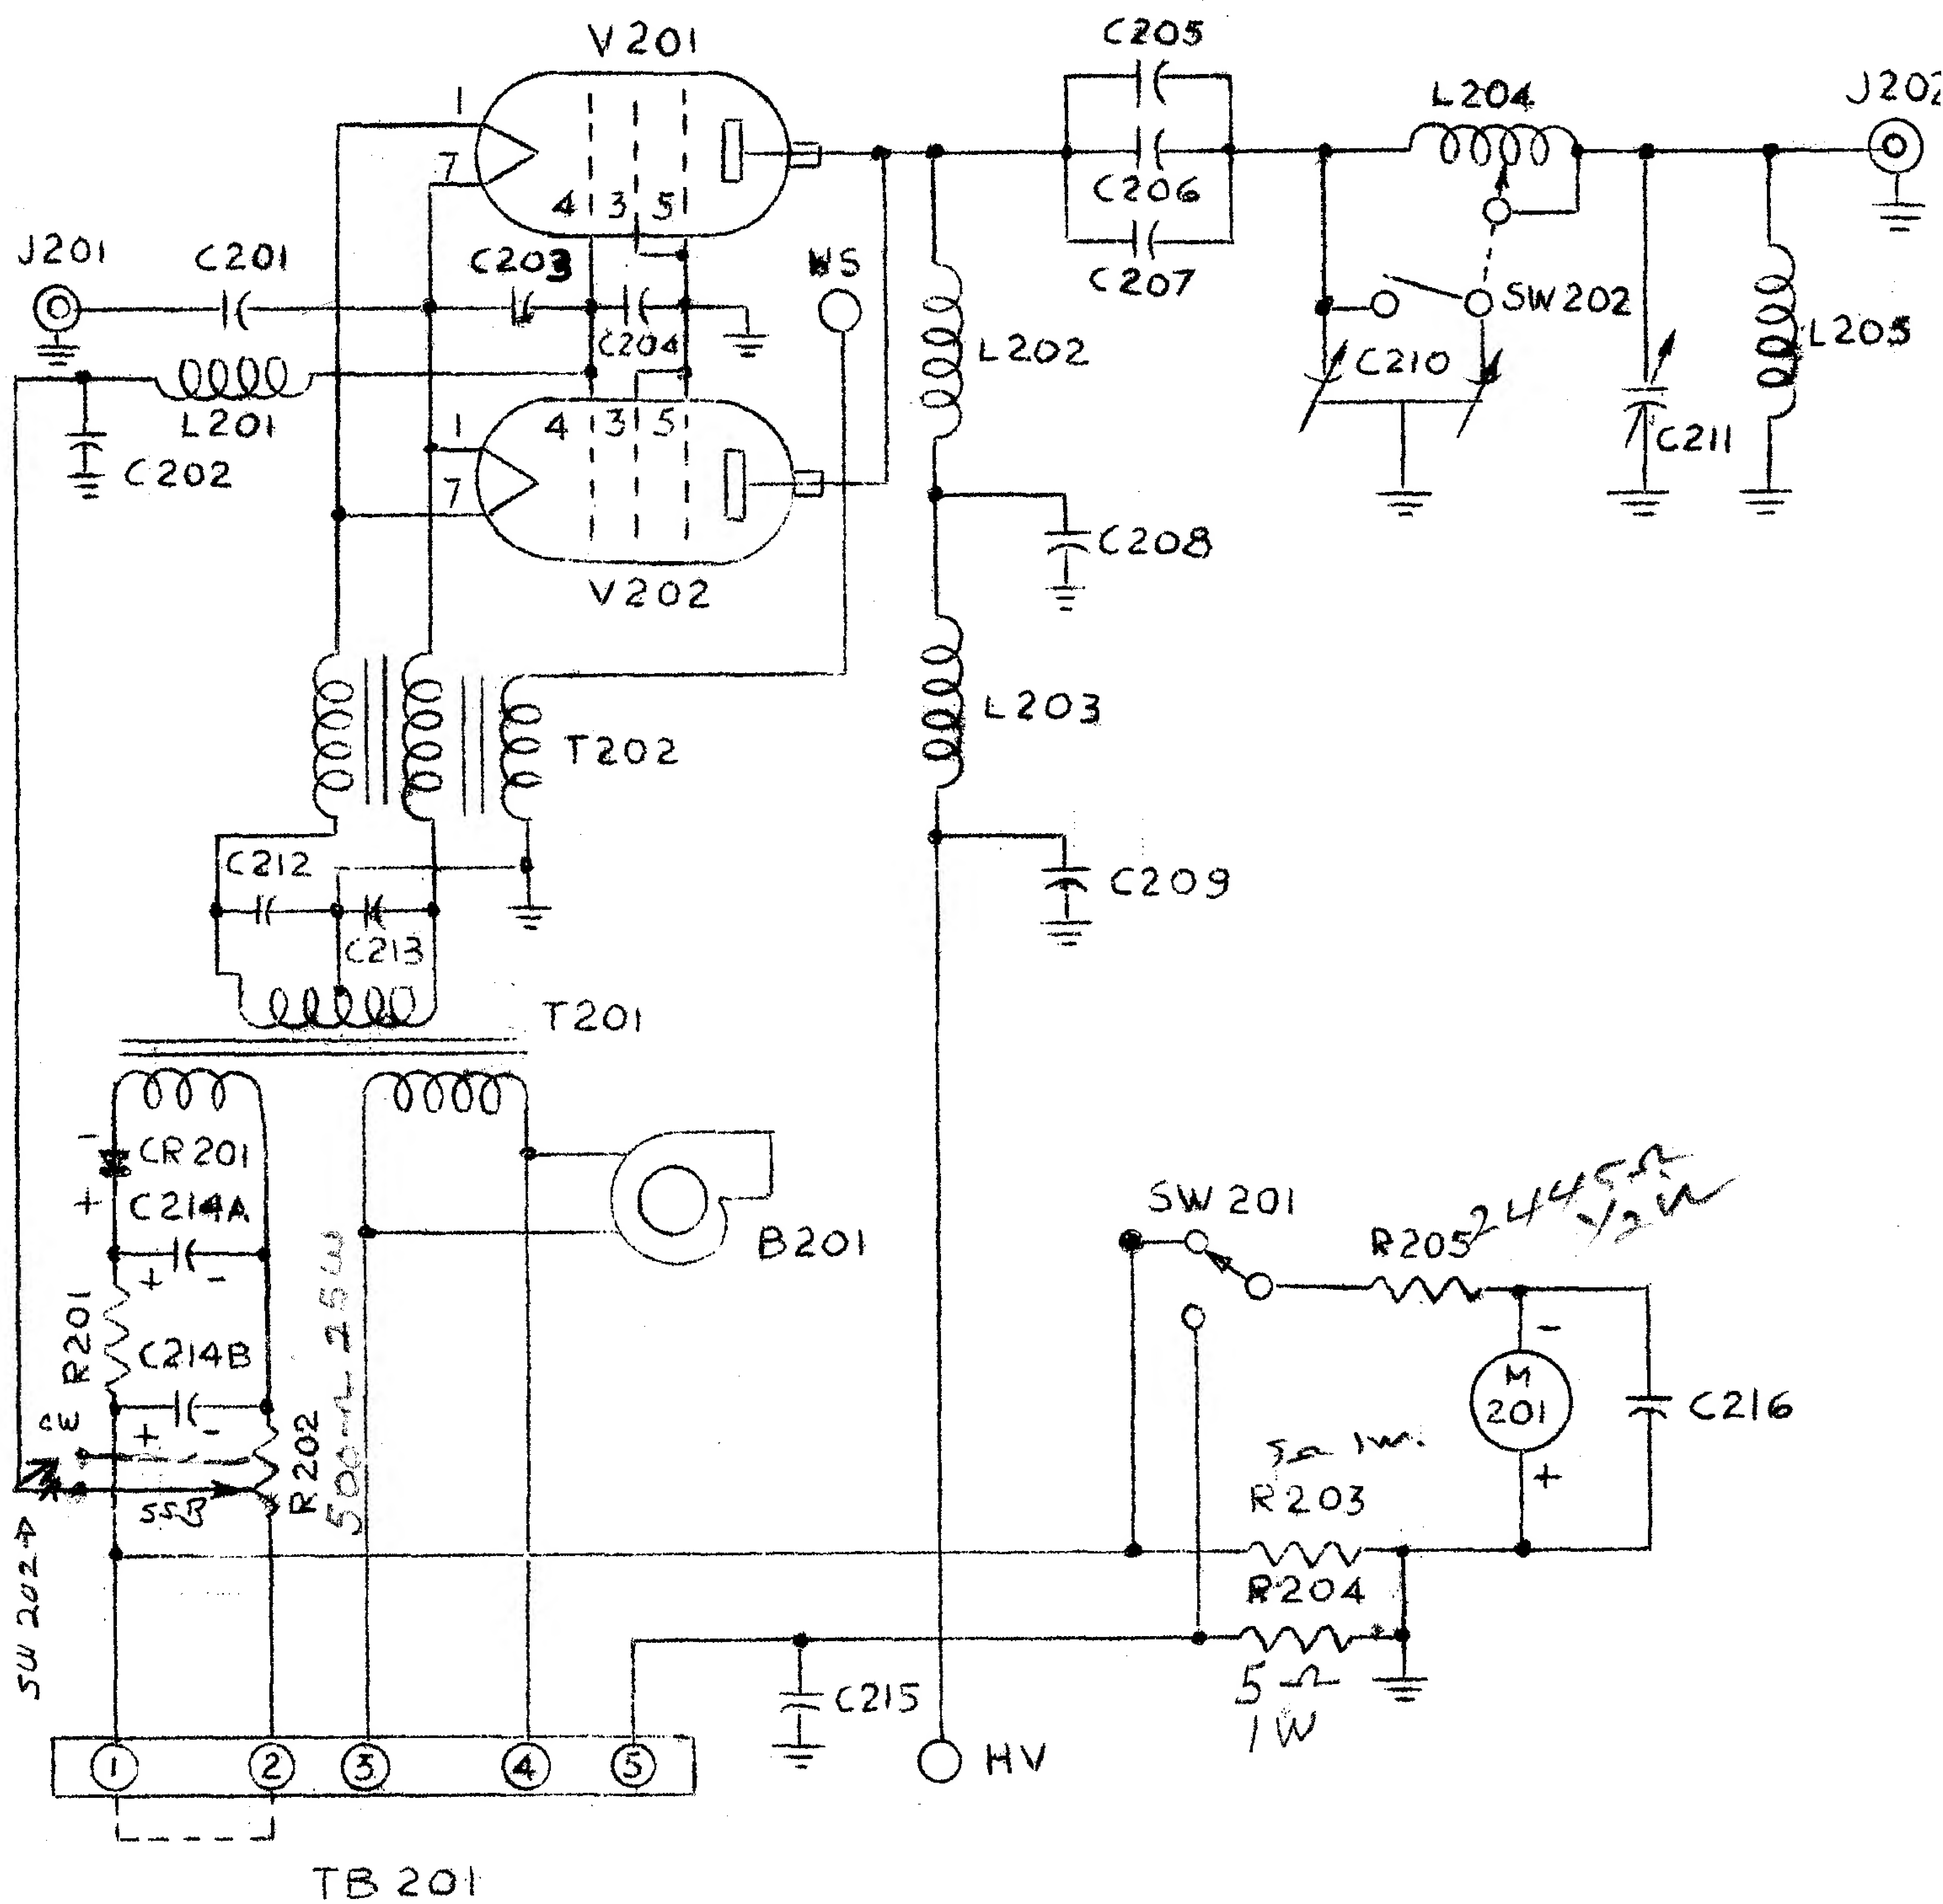 V201
C205
L204
J202
1
7
4 3 5
C206
C207
J201
C201
C203
WS
SW202
C204
L202
C210
L205
L201
C202
1
7
4 3 5
C211
C208
V202
L203
T202
C212
C209
C213
T201
-
CR201
+
C214A
+ -
R201
C214B
+ -
R202
500Ω 25W
SSB
SW202
B201
SW201
R205
2445Ω
1/2W
-
M
201
+
C216
1W.
R203
R204
5Ω
1W
C215
1 2 3 4 5
HV
TB201